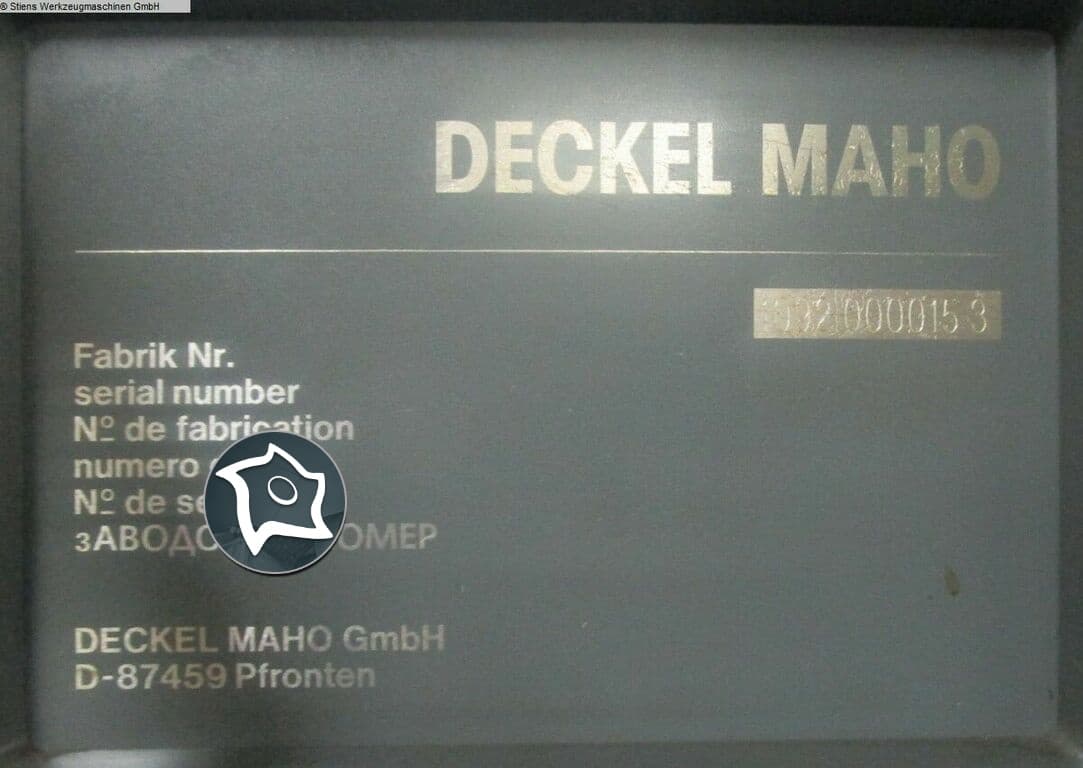 © Stiens Werkzeugmaschinen GmbH
DECKEL MAHO
Fabrik Nr.
serial number
Nº de fabrication
numero
Nº de
DECKEL MAHO GmbH
D-87459 Pfronten